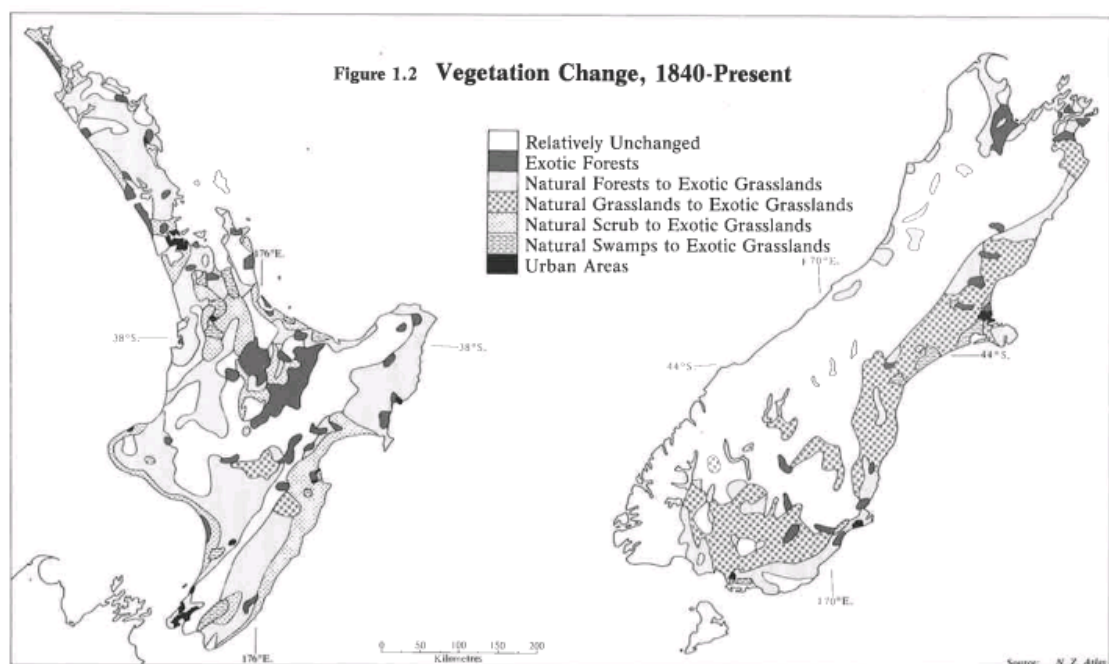 Figure 1.2 Vegetation Change, 1840-Present
Relatively Unchanged
Exotic Forests
Natural Forests to Exotic Grasslands
Natural Grasslands to Exotic Grasslands
Natural Scrub to Exotic Grasslands
Natural Swamps to Exotic Grasslands
Urban Areas
176°E.
170°E.
38°S.
38°S.
44°S.
44°S.
170°E.
0 50 100 150 200
Kilometres
176°E.
Source: N. Z. Atlas